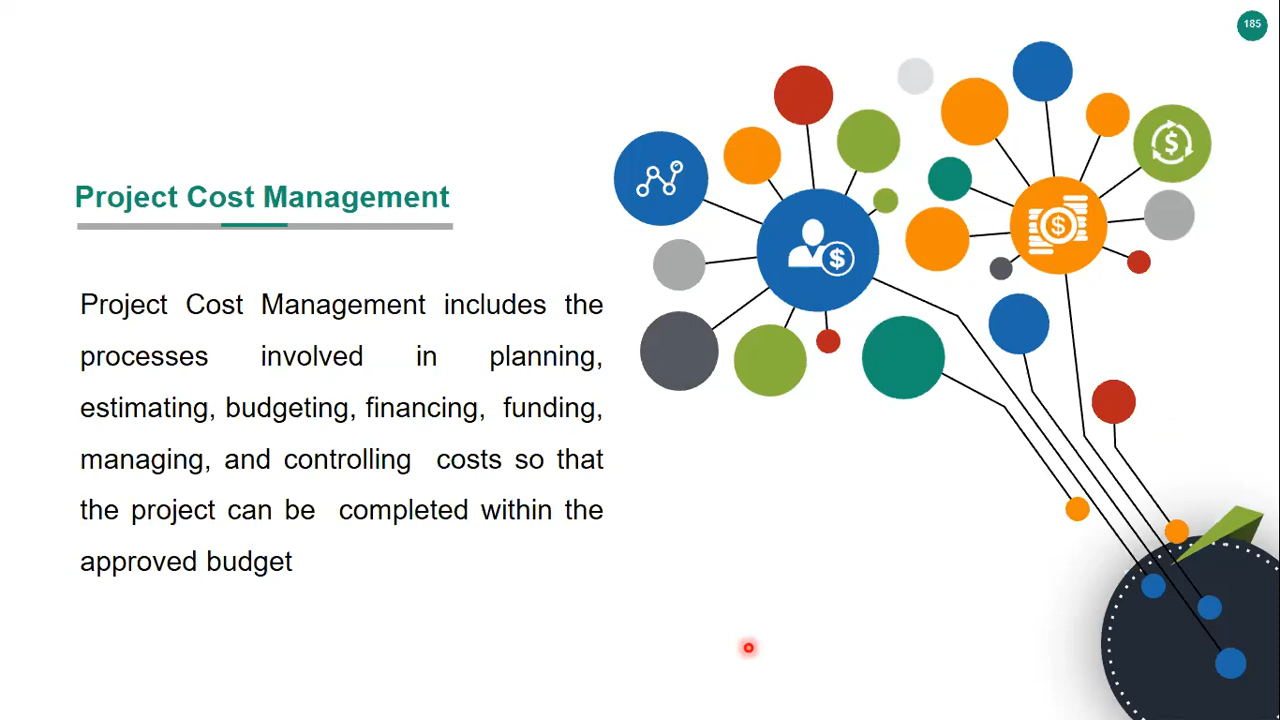 185
Project Cost Management
Project Cost Management includes the
processes involved in planning,
estimating, budgeting, financing, funding,
managing, and controlling costs so that
the project can be completed within the
approved budget
$
$
$